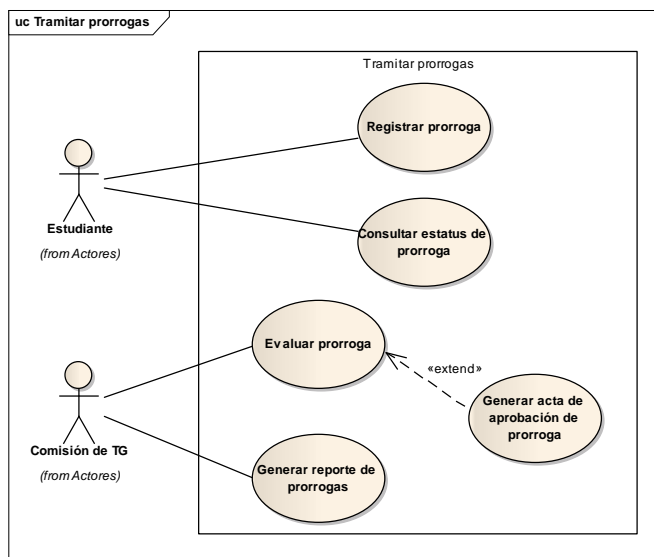 uc Tramitar prorrogas
Tramitar prorrogas
Registrar prorroga
Estudiante
(from Actores)
Consultar estatus de
prorroga
Evaluar prorroga
«extend»
Generar acta de
aprobación de
prorroga
Comisión de TG
(from Actores)
Generar reporte de
prorrogas